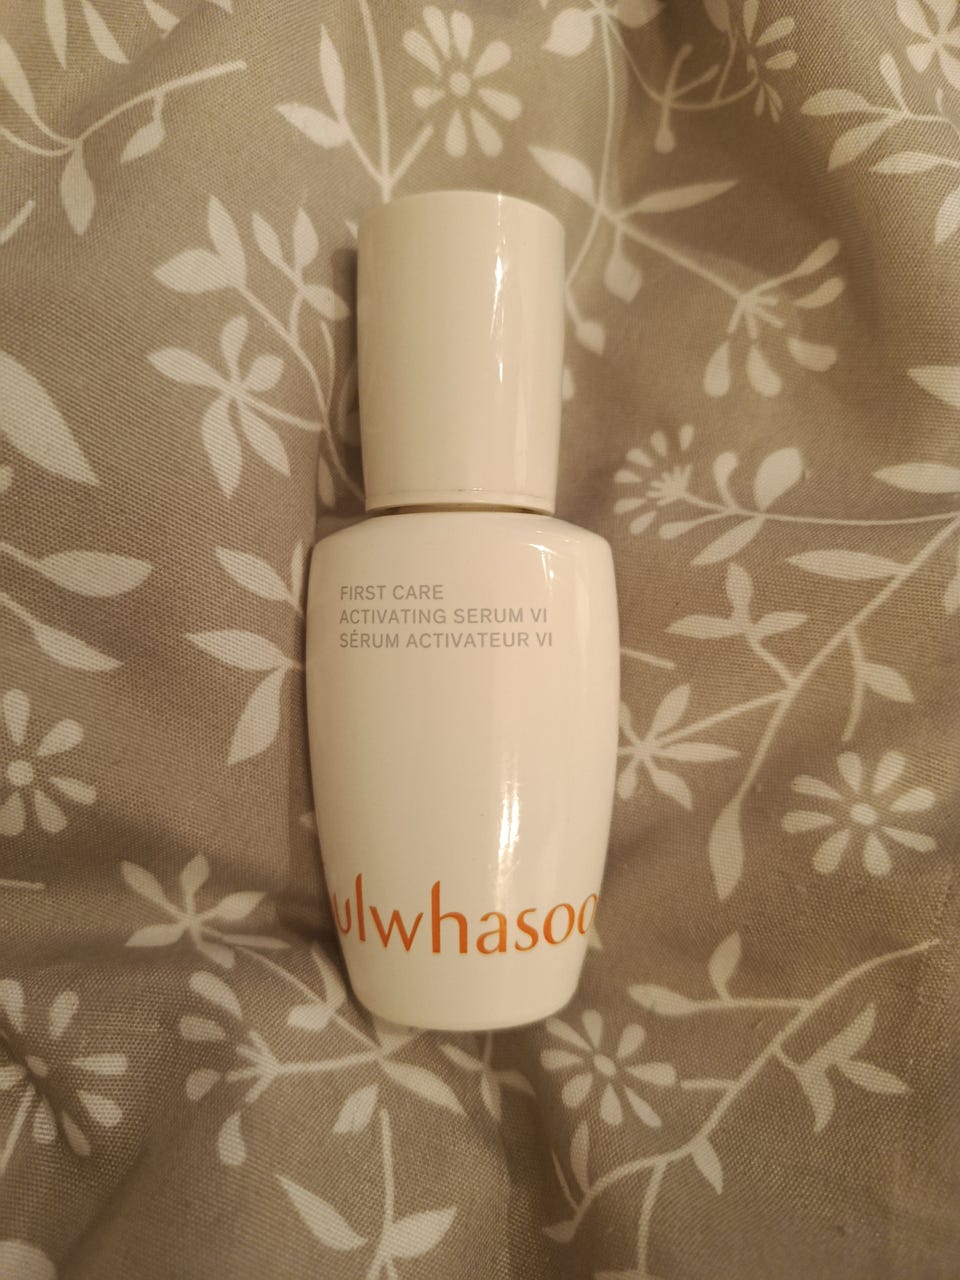 FIRST CARE
ACTIVATING SERUM VI
SÉRUM ACTIVATEUR VI
ulwhasoo